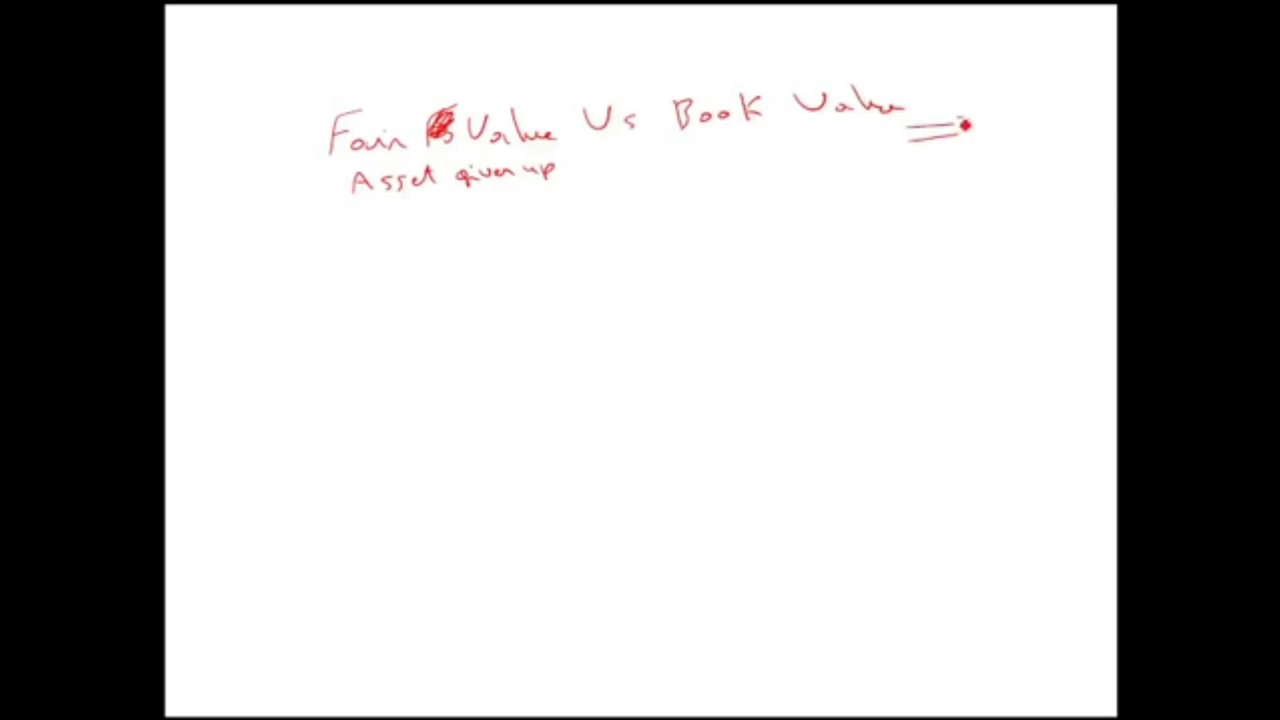 Fair Value Vs Book Value =
Asset given up